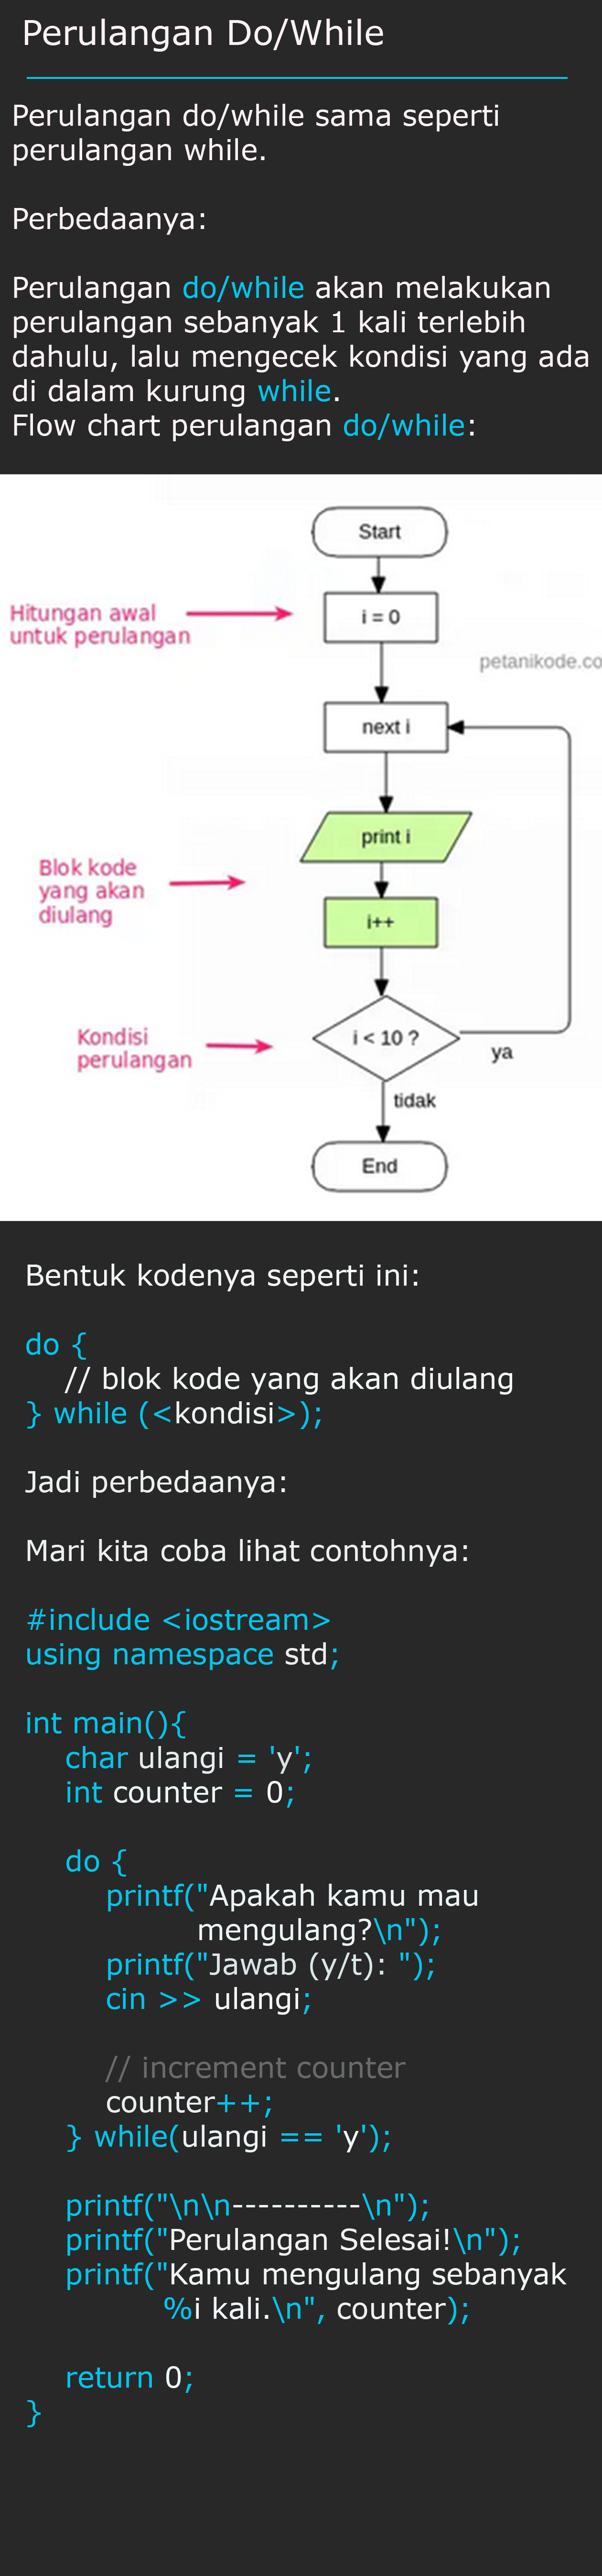 Perulangan Do/While
Perulangan do/while sama seperti
perulangan while.
Perbedaanya:
Perulangan do/while akan melakukan
perulangan sebanyak 1 kali terlebih
dahulu, lalu mengecek kondisi yang ada
di dalam kurung while.
Flow chart perulangan do/while:
Start
Hitungan awal
untuk perulangan
i = 0
petanikode.co
next i
print i
Blok kode
yang akan
diulang
i++
Kondisi
perulangan
i < 10 ?
ya
tidak
End
Bentuk kodenya seperti ini:
do {
// blok kode yang akan diulang
} while (<kondisi>);
Jadi perbedaanya:
Mari kita coba lihat contohnya:
#include <iostream>
using namespace std;
int main(){
char ulangi = 'y';
int counter = 0;
do {
printf("Apakah kamu mau
mengulang?\n");
printf("Jawab (y/t): ");
cin >> ulangi;
// increment counter
counter++;
} while(ulangi == 'y');
printf("\n\n----------\n");
printf("Perulangan Selesai!\n");
printf("Kamu mengulang sebanyak
%i kali.\n", counter);
return 0;
}